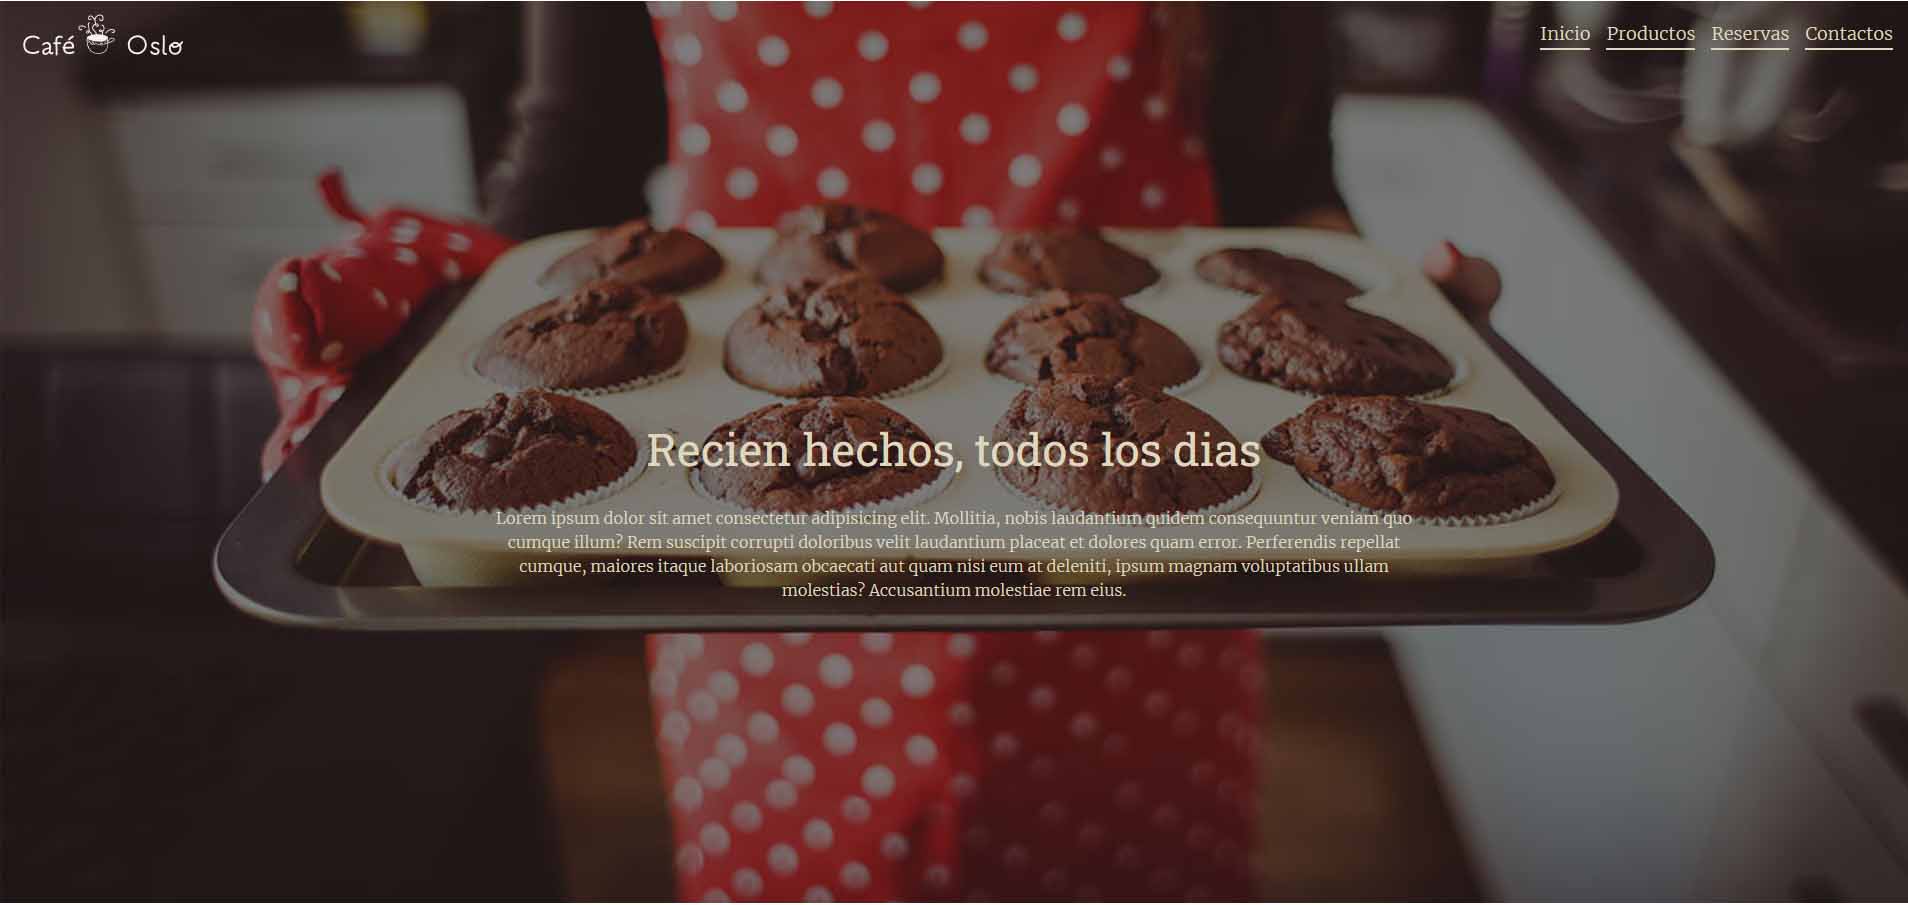 Café Oslo
Inicio Productos Reservas Contactos
Recien hechos, todos los dias
Lorem ipsum dolor sit amet consectetur adipisicing elit. Mollitia, nobis laudantium quidem consequuntur veniam quo
cumque illum? Rem suscipit corrupti doloribus velit laudantium placeat et dolores quam error. Perferendis repellat
cumque, maiores itaque laboriosam obcaecati aut quam nisi eum at deleniti, ipsum magnam voluptatibus ullam
molestias? Accusantium molestiae rem eius.